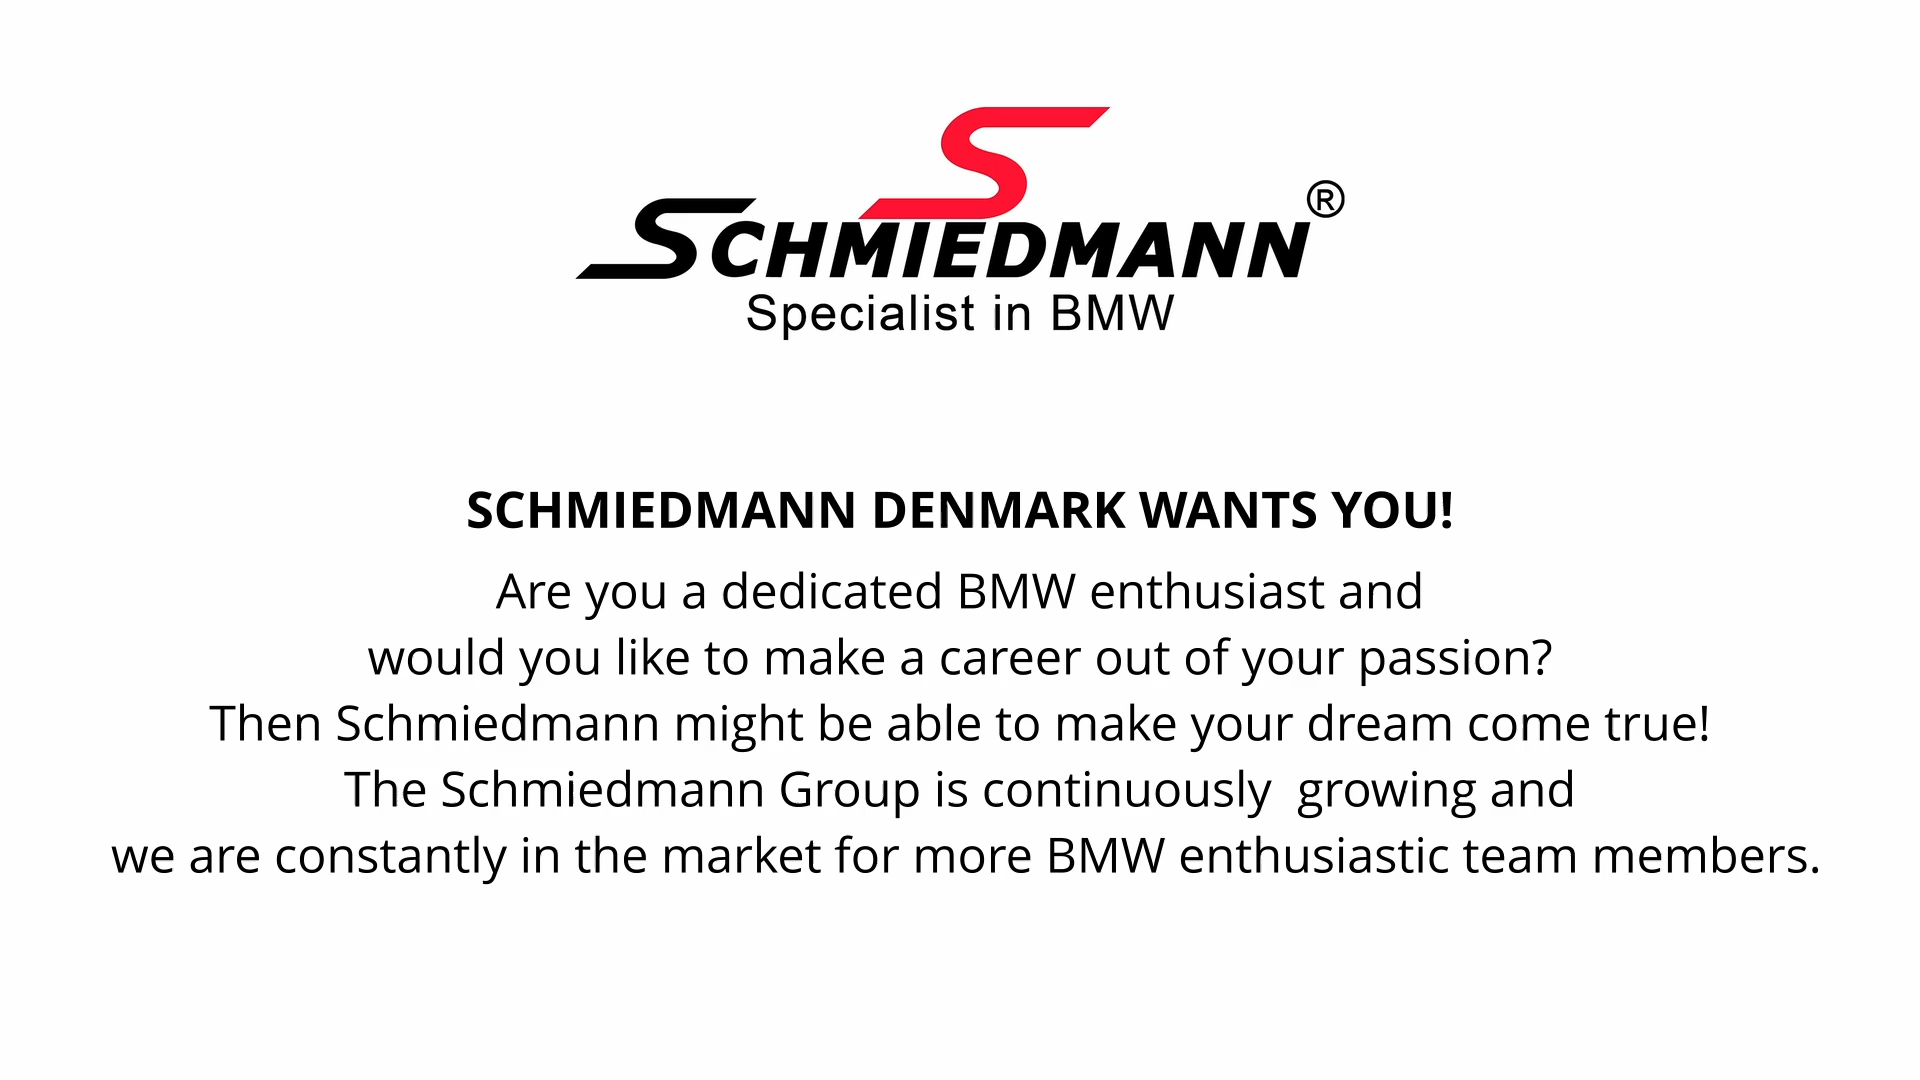 SCHMIEDMANN®
Specialist in BMW
SCHMIEDMANN DENMARK WANTS YOU!
Are you a dedicated BMW enthusiast and
would you like to make a career out of your passion?
Then Schmiedmann might be able to make your dream come true!
The Schmiedmann Group is continuously  growing and
we are constantly in the market for more BMW enthusiastic team members.